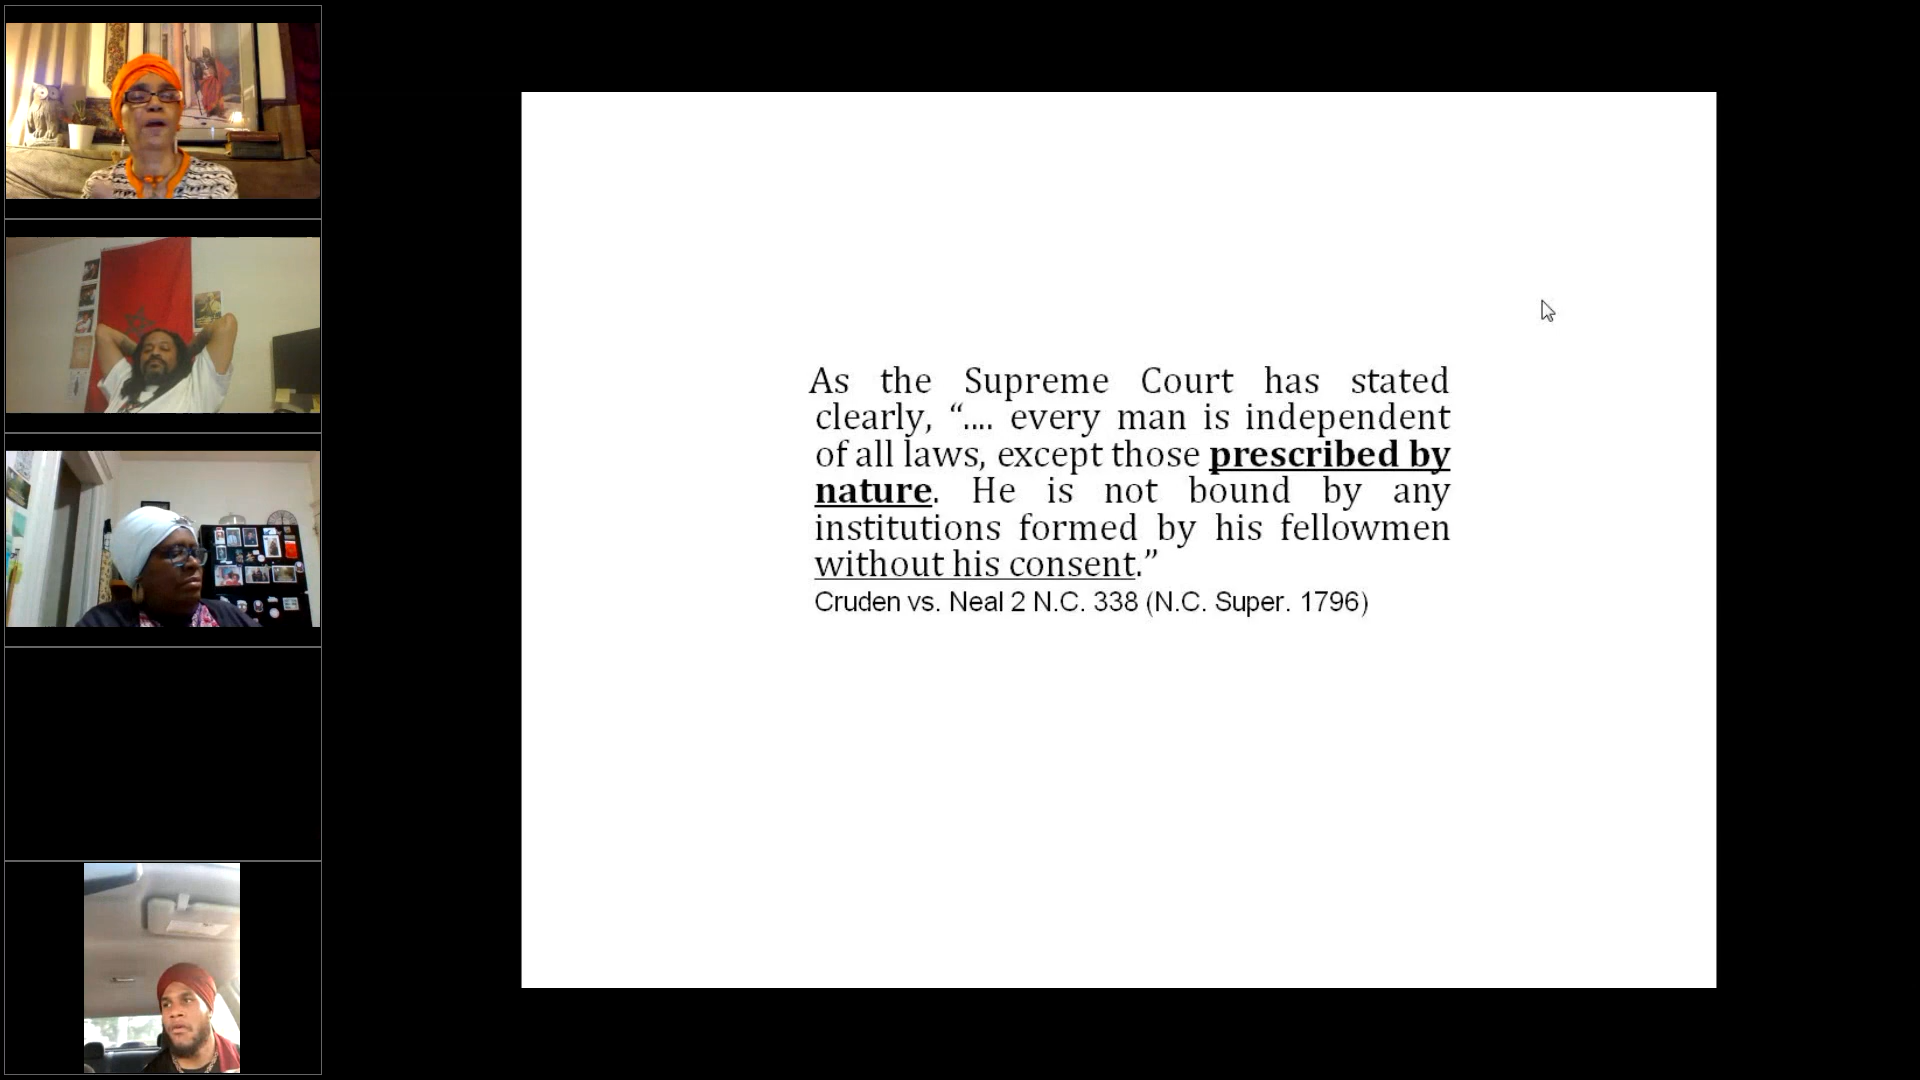 As the Supreme Court has stated
clearly, “.... every man is independent
of all laws, except those prescribed by
nature. He is not bound by any
institutions formed by his fellowmen
without his consent.”
Cruden vs. Neal 2 N.C. 338 (N.C. Super. 1796)